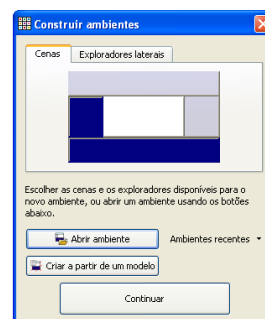 Construir ambientes
Cenas Exploradores laterais
Escolher as cenas e os exploradores disponíveis para o
novo ambiente, ou abrir um ambiente usando os botões
abaixo.
Abrir ambiente Ambientes recentes
Criar a partir de um modelo
Continuar